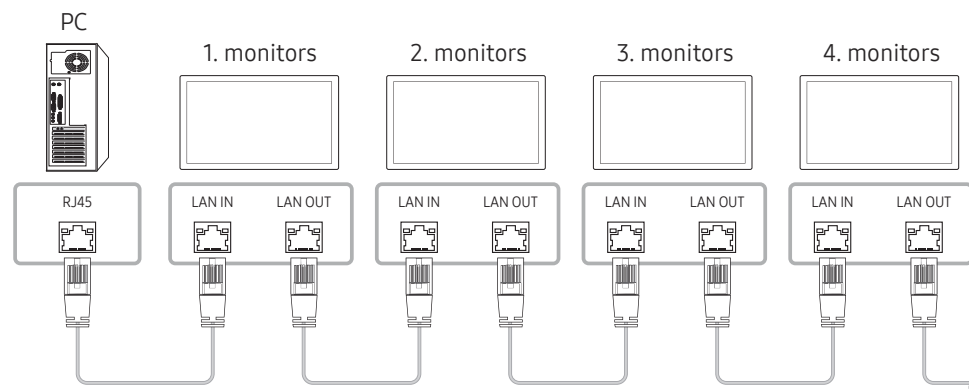 PC
1. monitors
2. monitors
3. monitors
4. monitors
RJ45
LAN IN
LAN OUT
LAN IN
LAN OUT
LAN IN
LAN OUT
LAN IN
LAN OUT